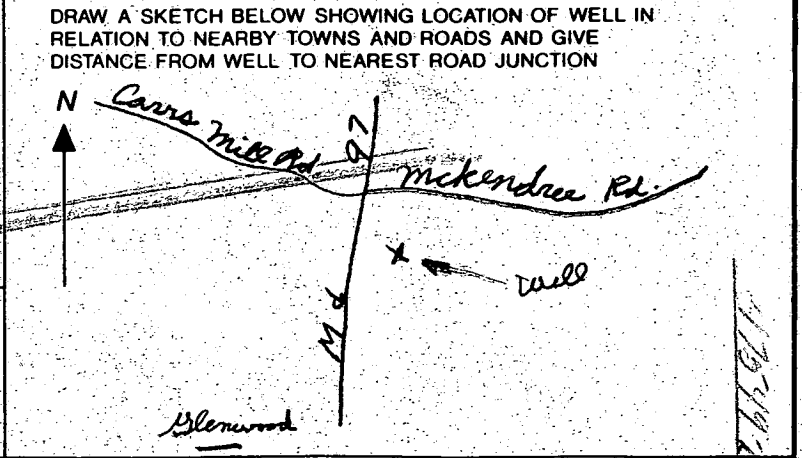 DRAW A SKETCH BELOW SHOWING LOCATION OF WELL IN
RELATION TO NEARBY TOWNS AND ROADS AND GIVE
DISTANCE FROM WELL TO NEAREST ROAD JUNCTION
N
Carrs Mill Rd
97
McKendree Rd.
X
Well
Md
Glenwood